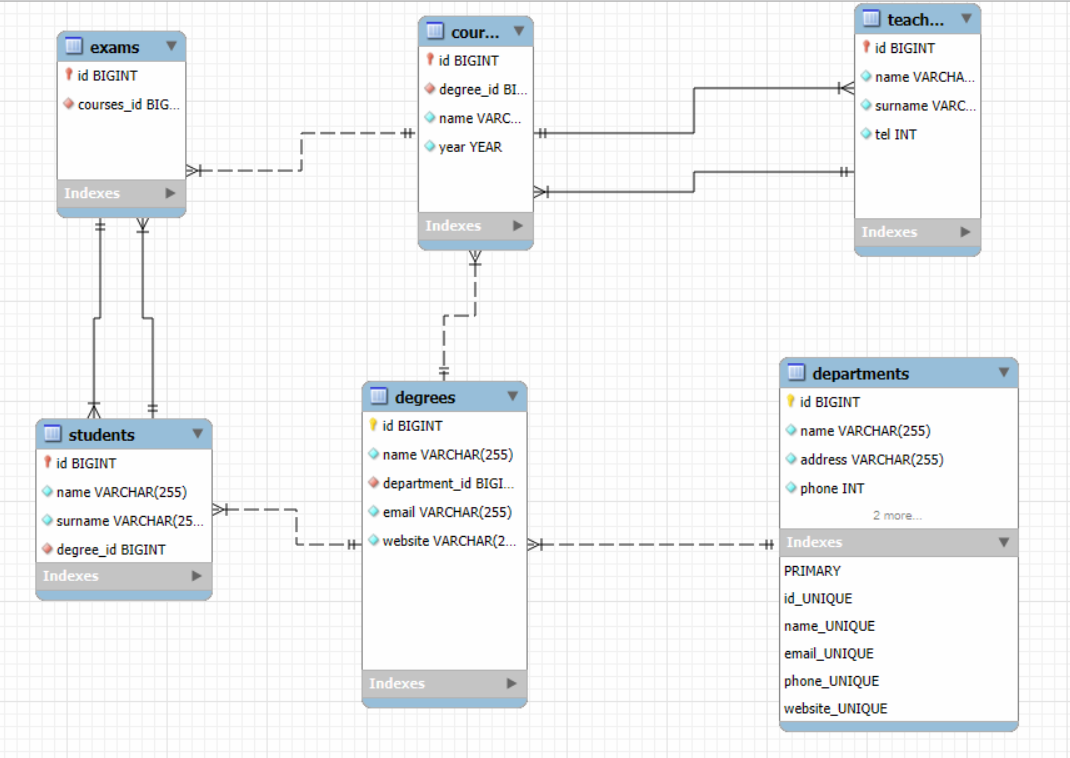 exams
id BIGINT
courses_id BIG...
Indexes
cour...
id BIGINT
degree_id BI...
name VARC...
year YEAR
Indexes
teach...
id BIGINT
name VARCHA...
surname VARC...
tel INT
Indexes
students
id BIGINT
name VARCHAR(255)
surname VARCHAR(25...
degree_id BIGINT
Indexes
degrees
id BIGINT
name VARCHAR(255)
department_id BIGI...
email VARCHAR(255)
website VARCHAR(2...
Indexes
departments
id BIGINT
name VARCHAR(255)
address VARCHAR(255)
phone INT
2 more...
Indexes
PRIMARY
id_UNIQUE
name_UNIQUE
email_UNIQUE
phone_UNIQUE
website_UNIQUE